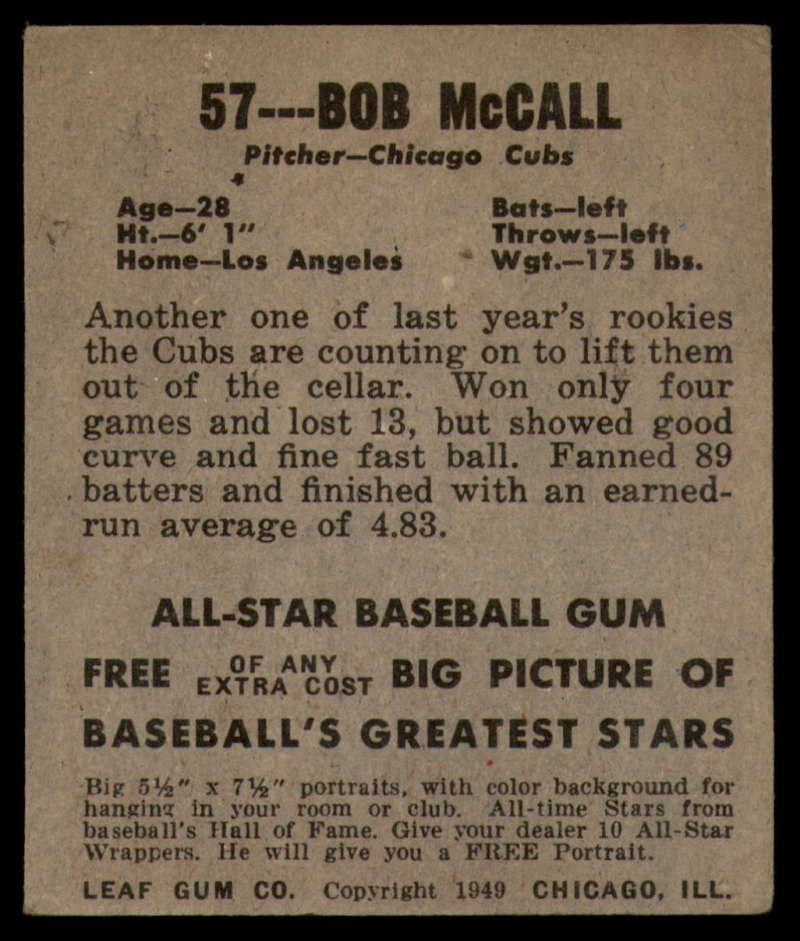 57---BOB McCALL
Pitcher—Chicago Cubs
Age—28 Bats—left
Ht.—6' 1" Throws—left
Home—Los Angeles Wgt.—175 lbs.
Another one of last year's rookies
the Cubs are counting on to lift them
out of the cellar. Won only four
games and lost 13, but showed good
curve and fine fast ball. Fanned 89
batters and finished with an earned-
run average of 4.83.
ALL-STAR BASEBALL GUM
FREE OF ANY EXTRA COST BIG PICTURE OF
BASEBALL'S GREATEST STARS
Big 5½" x 7½" portraits, with color background for
hanging in your room or club. All-time Stars from
baseball's Hall of Fame. Give your dealer 10 All-Star
Wrappers. He will give you a FREE Portrait.
LEAF GUM CO. Copyright 1949 CHICAGO, ILL.